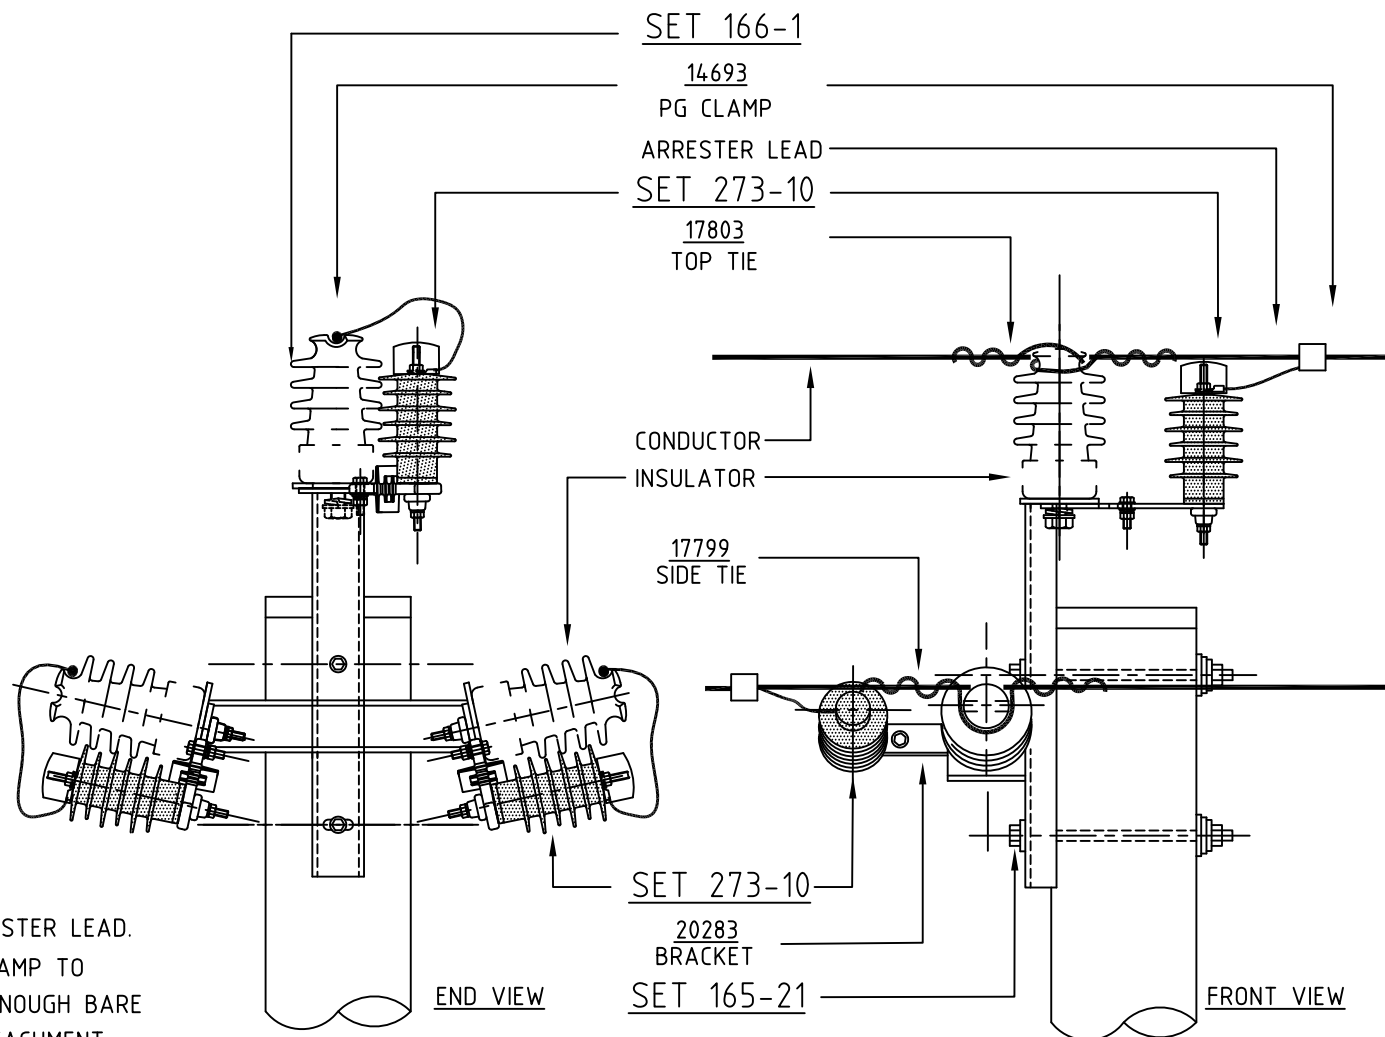 SET 166-1
14693
PG CLAMP
ARRESTER LEAD
SET 273-10
17803
TOP TIE
CONDUCTOR
INSULATOR
17799
SIDE TIE
SET 273-10
20283
BRACKET
SET 165-21
END VIEW
FRONT VIEW
STER LEAD.
AMP TO
NOUGH BARE